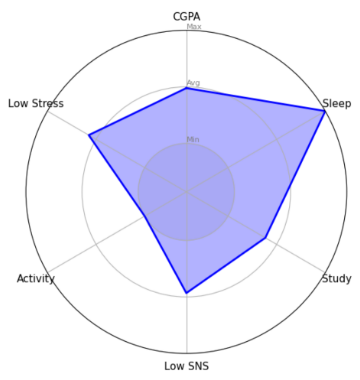 CGPA
Max
Avg
Sleep
Low Stress
Min
Activity
Study
Low SNS